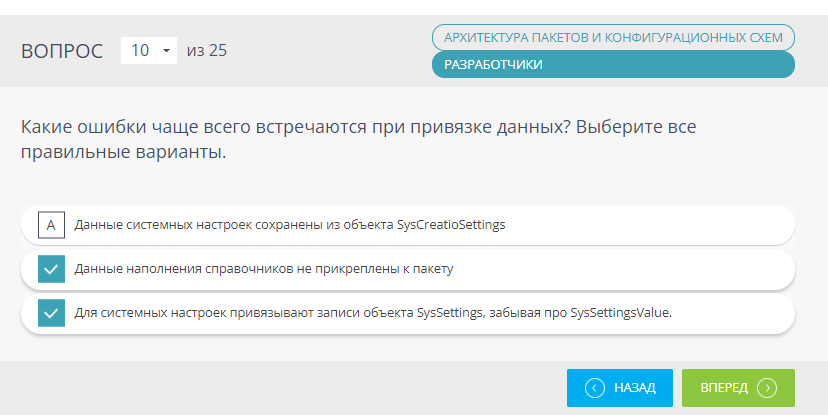 ВОПРОС 10 из 25
АРХИТЕКТУРА ПАКЕТОВ И КОНФИГУРАЦИОННЫХ СХЕМ
РАЗРАБОТЧИКИ
Какие ошибки чаще всего встречаются при привязке данных? Выберите все
правильные варианты.
A Данные системных настроек сохранены из объекта SysCreatioSettings
Данные наполнения справочников не прикреплены к пакету
Для системных настроек привязывают записи объекта SysSettings, забывая про SysSettingsValue.
НАЗАД ВПЕРЕД